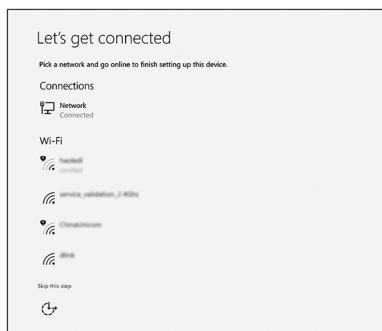 Let's get connected
Pick a network and go online to finish setting up this device.
Connections
Network
Connected
Wi-Fi
Limited
service_validation_2.4Ghz
ChinaUnicom
dlink
Skip this step